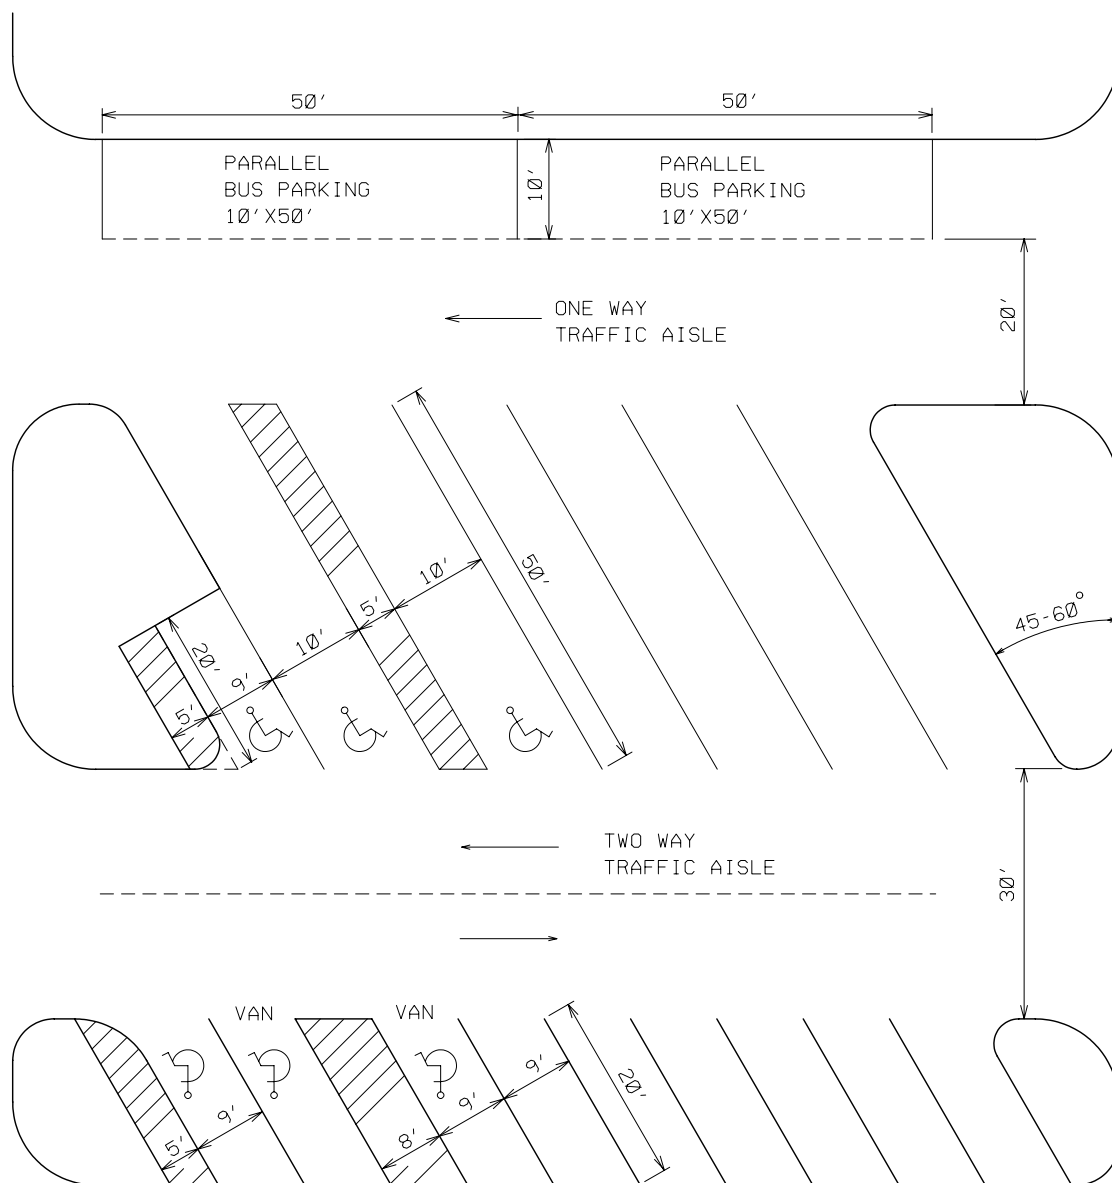 50'
50'
PARALLEL
BUS PARKING
10'X50'
10'
PARALLEL
BUS PARKING
10'X50'
ONE WAY
TRAFFIC AISLE
20'
50'
10'
5'
10'
45-60°
20'
9'
5'
TWO WAY
TRAFFIC AISLE
30'
VAN
VAN
20'
9'
9'
8'
9'
5'